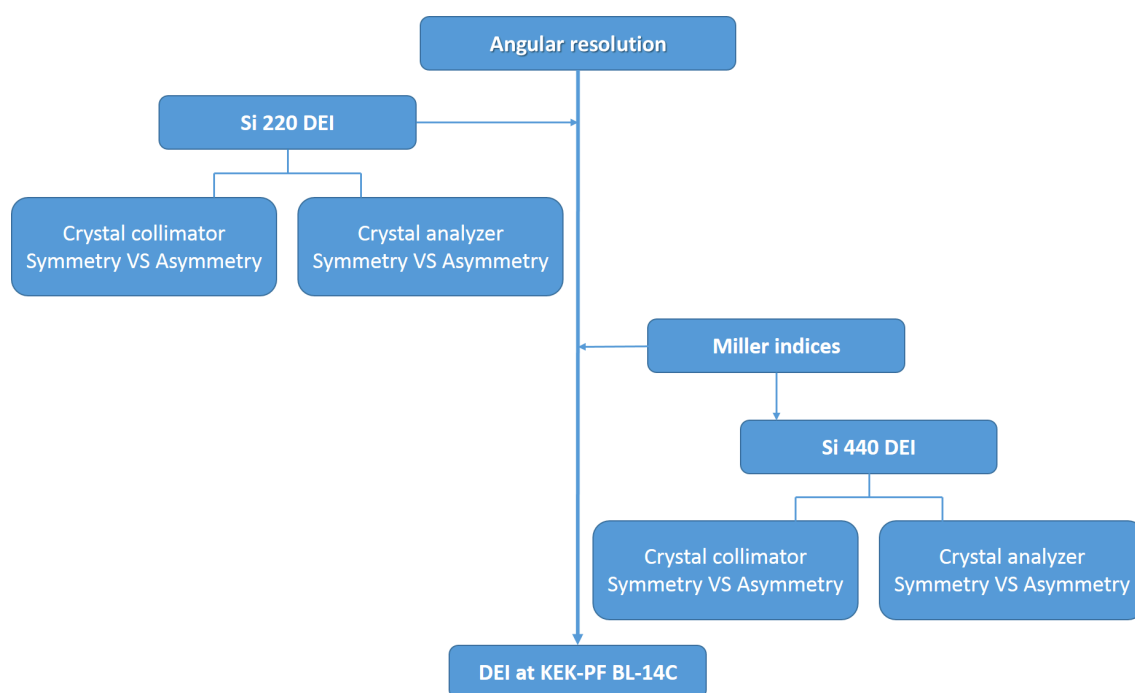 Angular resolution
Si 220 DEI
Crystal collimator
Symmetry VS Asymmetry
Crystal analyzer
Symmetry VS Asymmetry
Miller indices
Si 440 DEI
Crystal collimator
Symmetry VS Asymmetry
Crystal analyzer
Symmetry VS Asymmetry
DEI at KEK-PF BL-14C